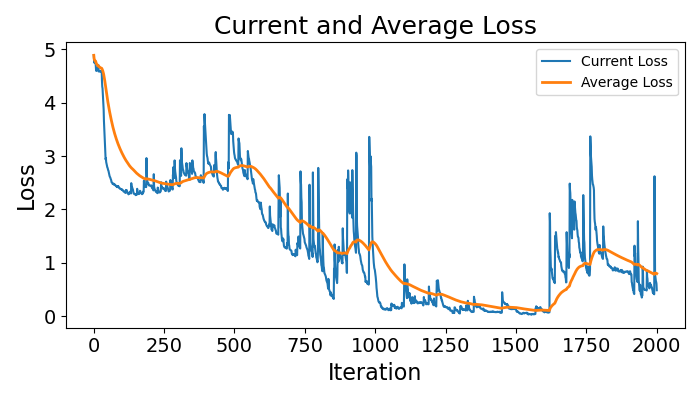 Current and Average Loss
Current Loss
Average Loss
Loss
5
4
3
2
1
0
0 250 500 750 1000 1250 1500 1750 2000
Iteration